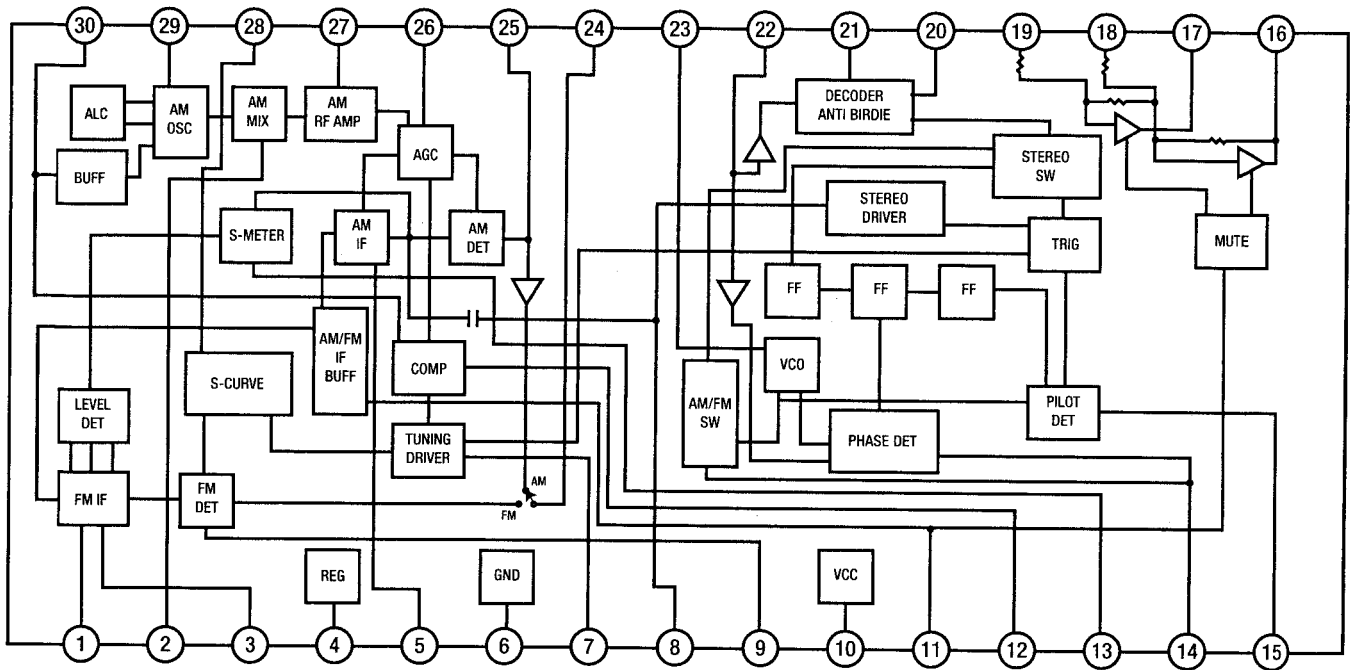 30 29 28 27 26 25 24 23 22 21 20 19 18 17 16
ALC
AM
OSC
AM
MIX
AM
RF AMP
DECODER
ANTI BIRDIE
BUFF
AGC
STEREO
SW
S-METER
AM
IF
AM
DET
STEREO
DRIVER
TRIG
MUTE
FF
FF
FF
AM/FM
IF
BUFF
COMP
VCO
S-CURVE
AM/FM
SW
LEVEL
DET
PILOT
DET
TUNING
DRIVER
PHASE DET
FM IF
FM
DET
AM
FM
REG
GND
VCC
1 2 3 4 5 6 7 8 9 10 11 12 13 14 15